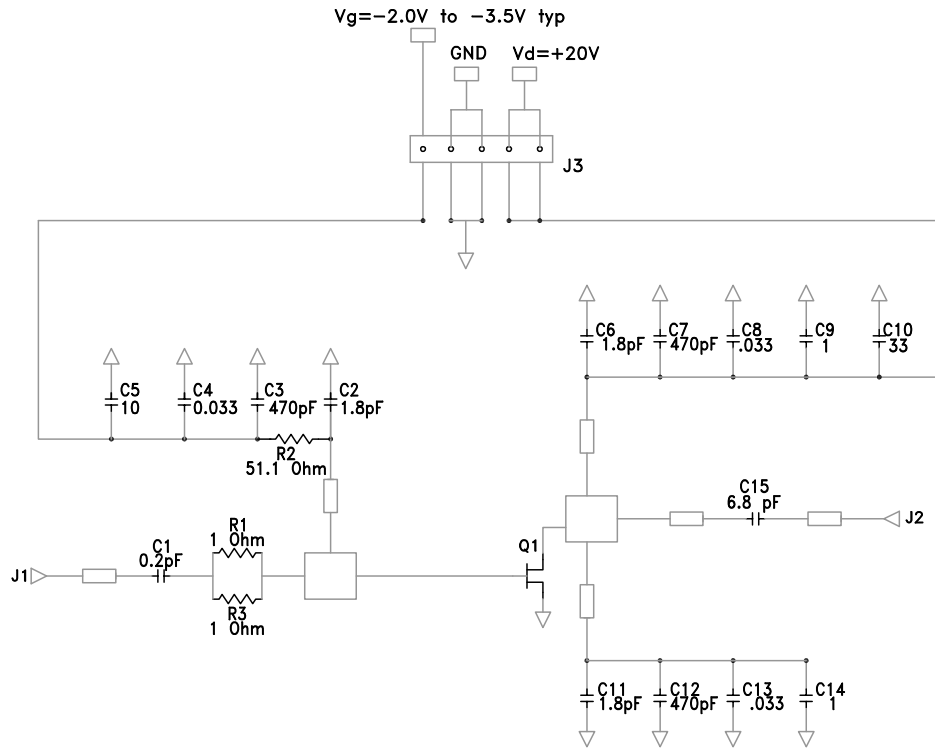 Vg=-2.0V to -3.5V typ
GND
Vd=+20V
J3
C6
1.8pF
C7
470pF
C8
.033
C9
1
C10
33
C5
10
C4
0.033
C3
470pF
C2
1.8pF
R2
51.1 Ohm
C15
6.8 pF
J2
R1
1 Ohm
Q1
C1
0.2pF
J1
R3
1 Ohm
C11
1.8pF
C12
470pF
C13
.033
C14
1